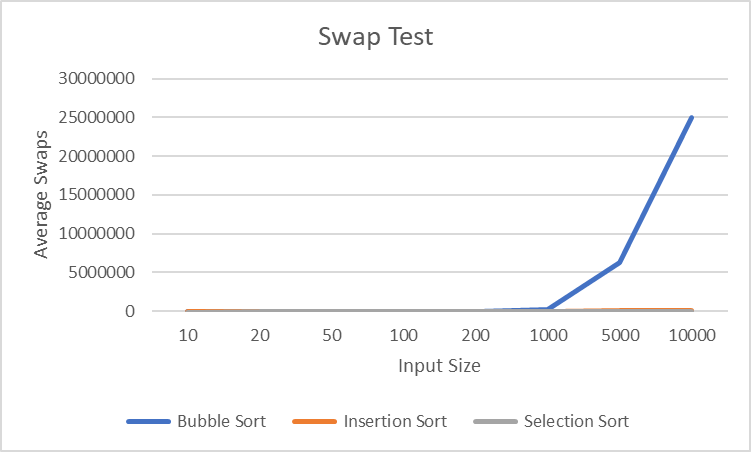 Swap Test
30000000
25000000
20000000
15000000
10000000
5000000
0
Average Swaps
10 20 50 100 200 1000 5000 10000
Input Size
Bubble Sort Insertion Sort Selection Sort